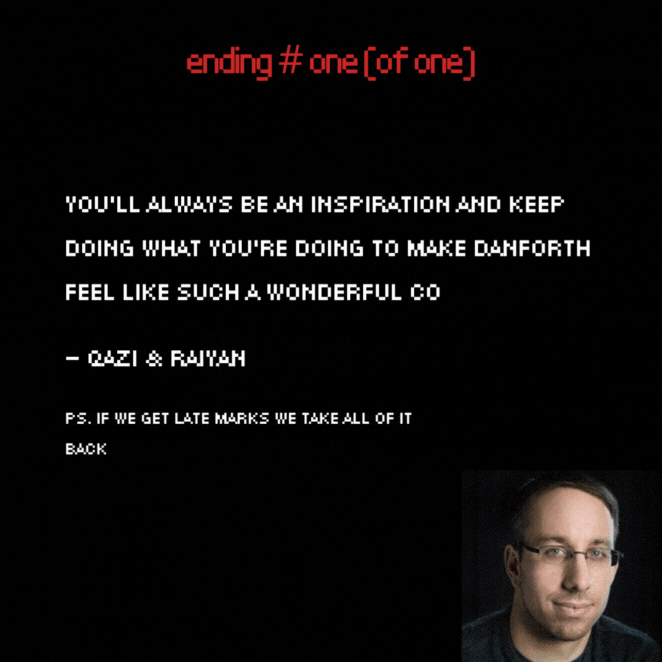 ending # one (of one)
YOU'LL ALWAYS BE AN INSPIRATION AND KEEP
DOING WHAT YOU'RE DOING TO MAKE DANFORTH
FEEL LIKE SUCH A WONDERFUL CO
- QAZI & RAIYAN
PS. IF WE GET LATE MARKS WE TAKE ALL OF IT
BACK